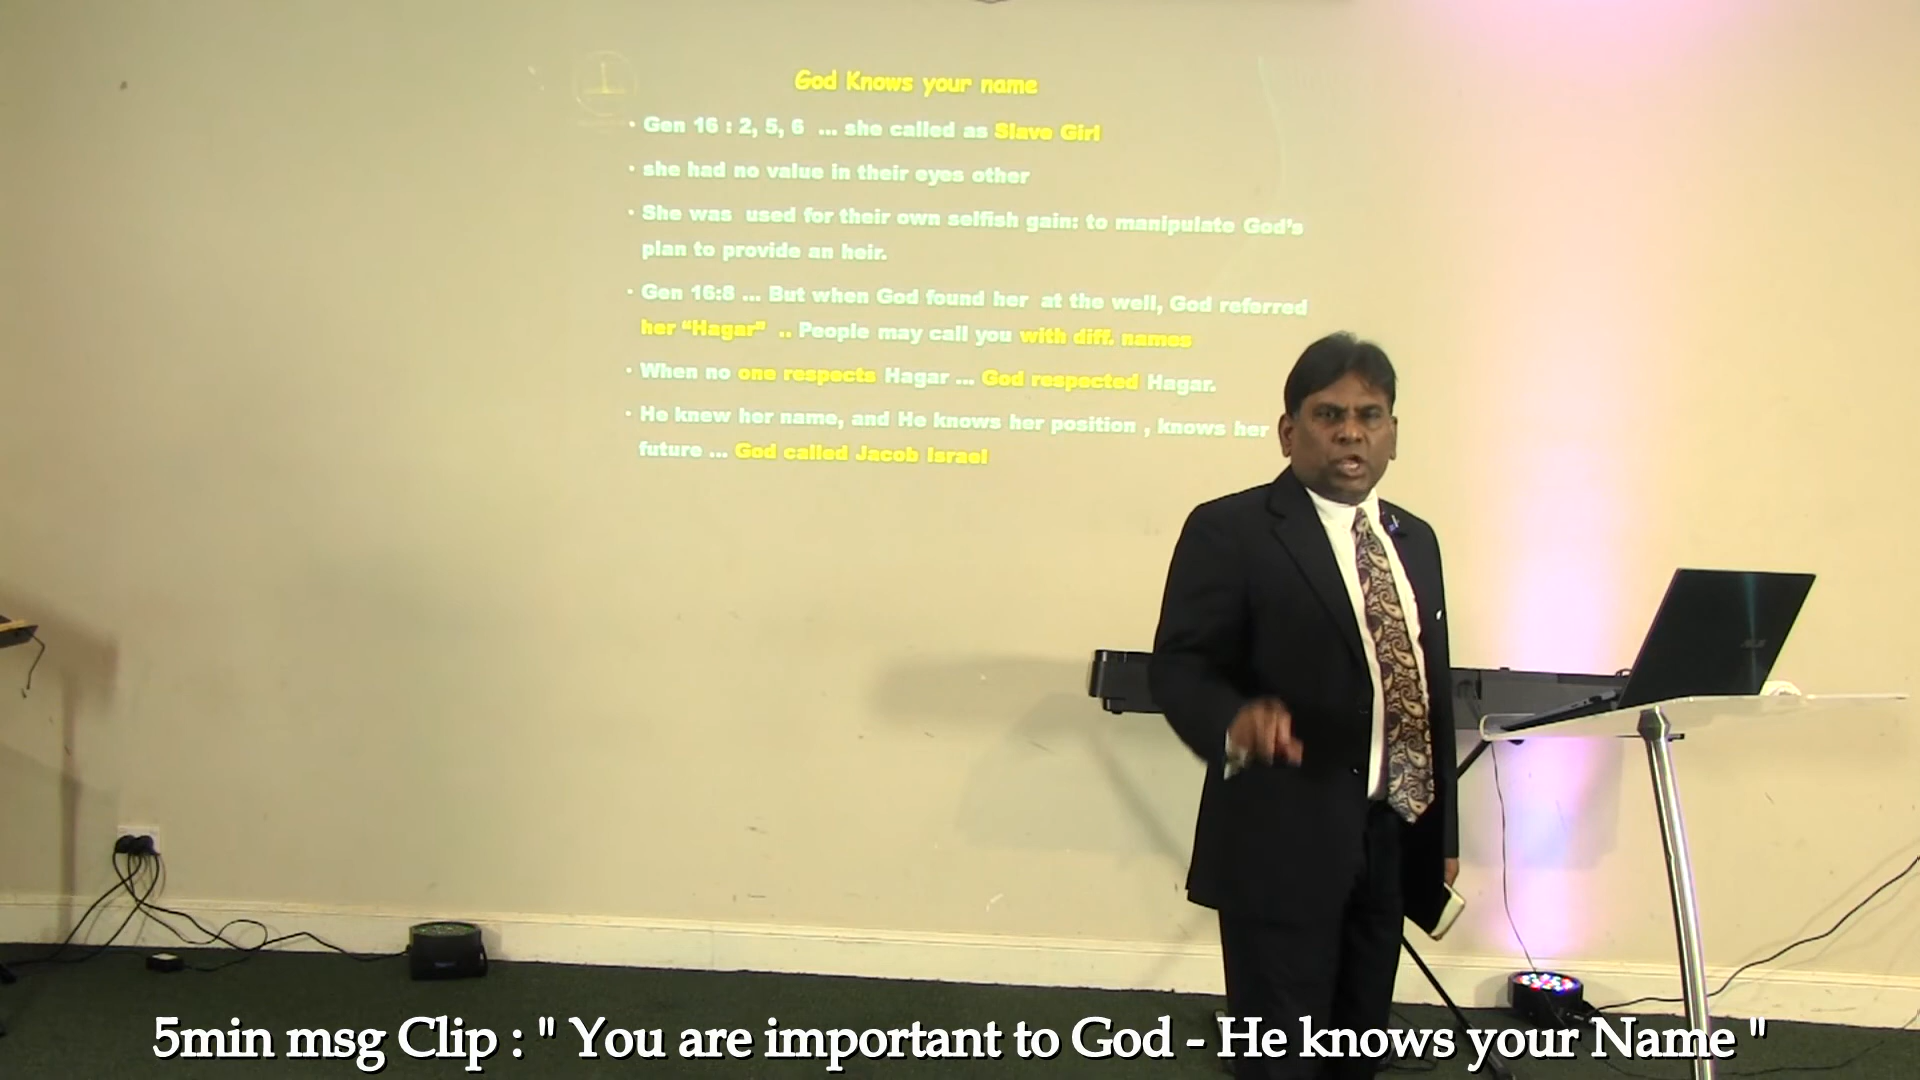 God Knows your name
• Gen 16 : 2, 5, 6 ... she called as Slave Girl
• she had no value in their eyes other
• She was used for their own selfish gain: to manipulate God's
plan to provide an heir.
• Gen 16:8 ... But when God found her at the well, God referred
her “Hagar” .. People may call you with diff. names
• When no one respects Hagar ... God respected Hagar.
• He knew her name, and He knows her position , knows her
future ... God called Jacob Israel
5min msg Clip : " You are important to God - He knows your Name "